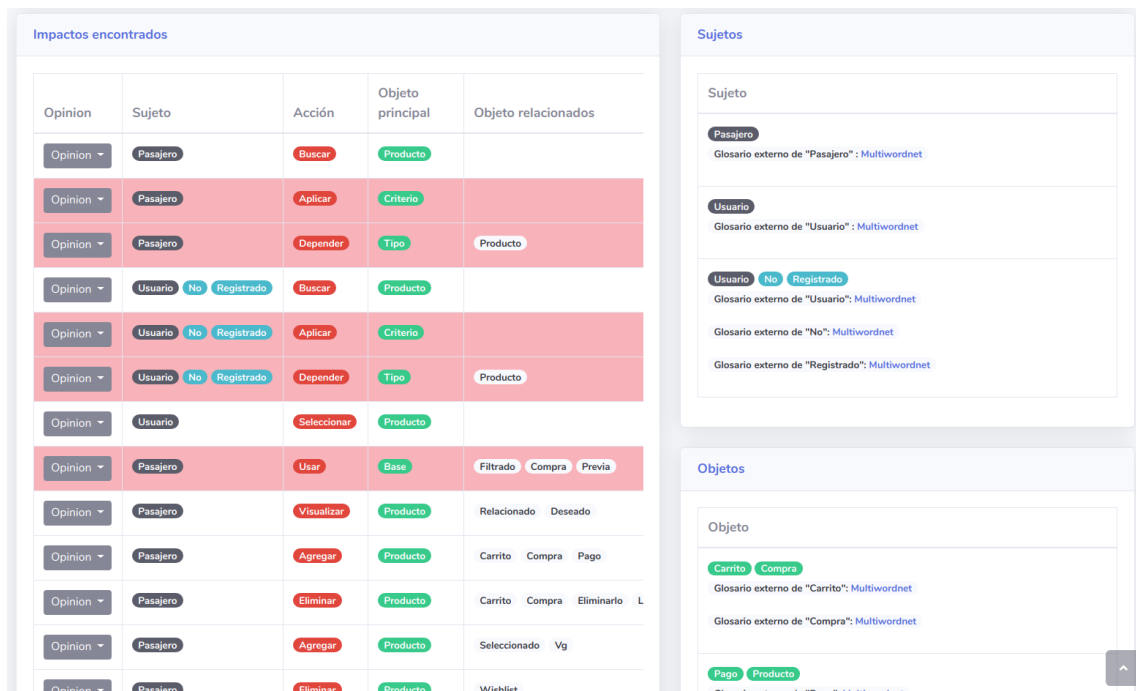 Impactos encontrados
Opinion Sujeto Acción Objeto principal Objeto relacionados
Opinion Pasajero Buscar Producto
Opinion Pasajero Aplicar Criterio
Opinion Pasajero Depender Tipo Producto
Opinion Usuario No Registrado Buscar Producto
Opinion Usuario No Registrado Aplicar Criterio
Opinion Usuario No Registrado Depender Tipo Producto
Opinion Usuario Seleccionar Producto
Opinion Pasajero Usar Base Filtrado Compra Previa
Opinion Pasajero Visualizar Producto Relacionado Deseado
Opinion Pasajero Agregar Producto Carrito Compra Pago
Opinion Pasajero Eliminar Producto Carrito Compra Eliminarlo L
Opinion Pasajero Agregar Producto Seleccionado Vg
Opinion Pasajero Eliminar Producto Wishlist
Sujetos
Sujeto
Pasajero
Glosario externo de "Pasajero" : Multiwordnet
Usuario
Glosario externo de "Usuario" : Multiwordnet
Usuario No Registrado
Glosario externo de "Usuario": Multiwordnet
Glosario externo de "No": Multiwordnet
Glosario externo de "Registrado": Multiwordnet
Objetos
Objeto
Carrito Compra
Glosario externo de "Carrito": Multiwordnet
Glosario externo de "Compra": Multiwordnet
Pago Producto